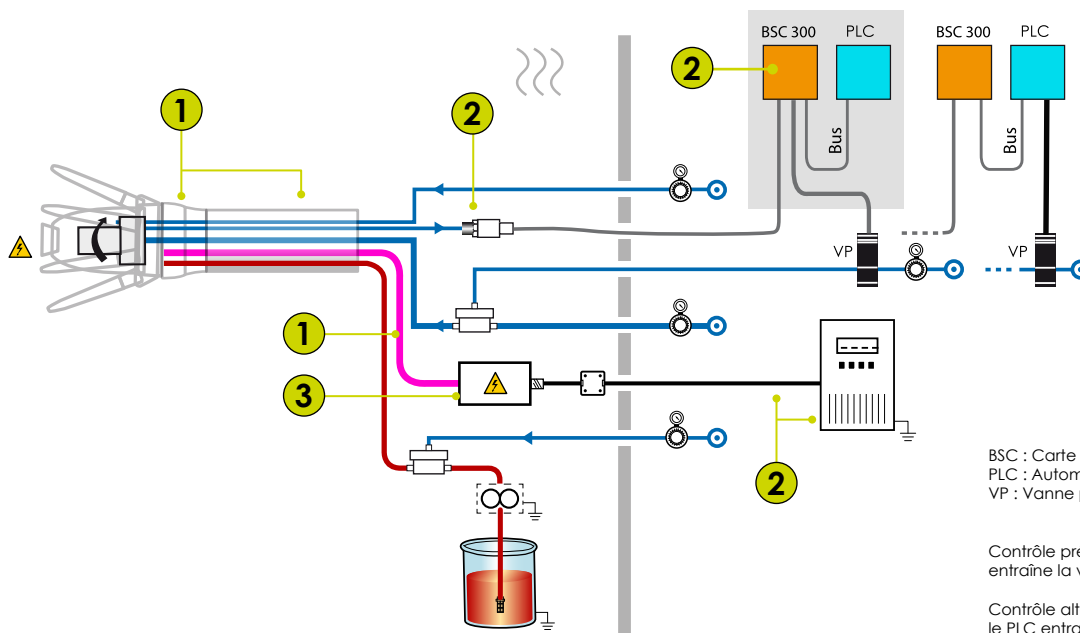 BSC 300 PLC BSC 300 PLC
2
1
2
Bus Bus
VP VP
1
3
2
BSC : Carte
PLC : Autom
VP : Vanne p
Contrôle pre
entraîne la v
Contrôle alt
le PLC entra